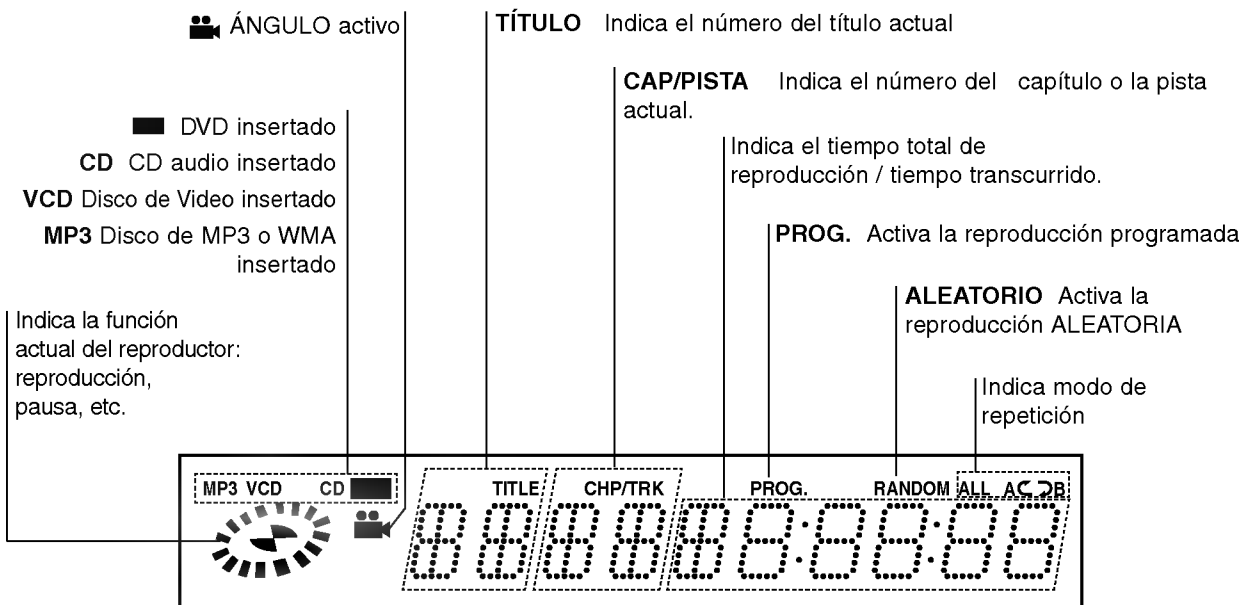 ÁNGULO activo
TÍTULO Indica el número del título actual
CAP/PISTA Indica el número del capítulo o la pista
actual.
DVD insertado
CD CD audio insertado
VCD Disco de Video insertado
MP3 Disco de MP3 o WMA
insertado
Indica el tiempo total de
reproducción / tiempo transcurrido.
PROG. Activa la reproducción programada
ALEATORIO Activa la
reproducción ALEATORIA
Indica la función
actual del reproductor:
reproducción,
pausa, etc.
Indica modo de
repetición
MP3 VCD CD TITLE CHP/TRK PROG. RANDOM ALL A B